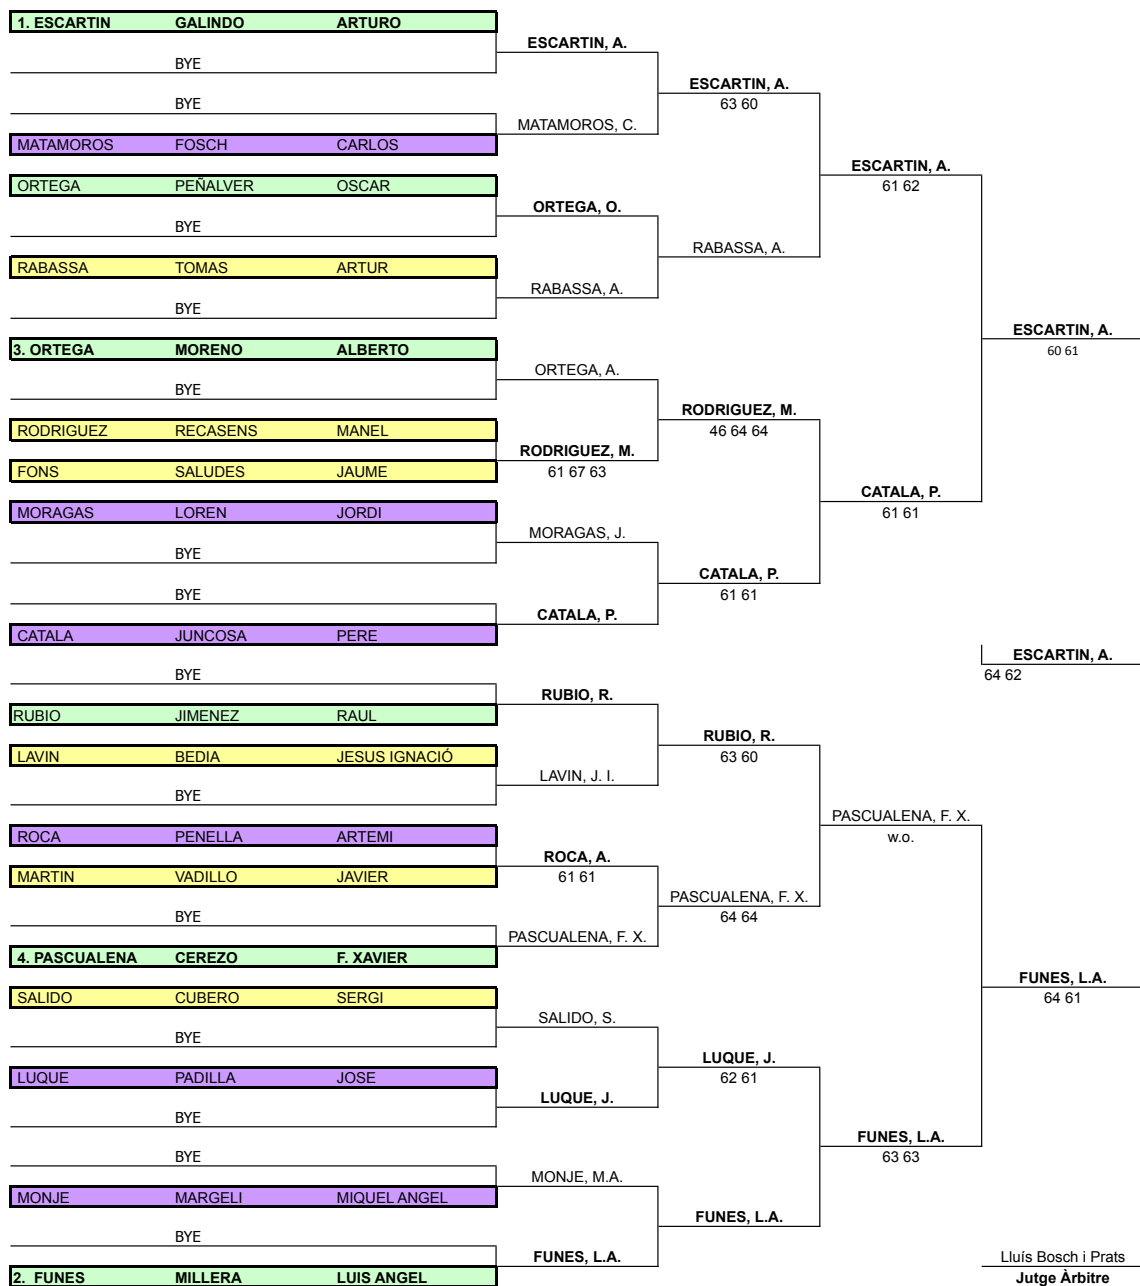 1. ESCARTIN GALINDO ARTURO
ESCARTIN, A.
BYE
ESCARTIN, A.
BYE
63 60
MATAMOROS, C.
MATAMOROS FOSCH CARLOS
ESCARTIN, A.
ORTEGA PEÑALVER OSCAR
61 62
ORTEGA, O.
BYE
RABASSA, A.
RABASSA TOMAS ARTUR
RABASSA, A.
BYE
ESCARTIN, A.
3. ORTEGA MORENO ALBERTO
60 61
ORTEGA, A.
BYE
RODRIGUEZ, M.
RODRIGUEZ RECASENS MANEL
46 64 64
RODRIGUEZ, M.
FONS SALUDES JAUME
61 67 63
CATALA, P.
MORAGAS LOREN JORDI
61 61
MORAGAS, J.
BYE
CATALA, P.
BYE
61 61
CATALA, P.
CATALA JUNCOSA PERE
ESCARTIN, A.
BYE
64 62
RUBIO, R.
RUBIO JIMENEZ RAUL
RUBIO, R.
LAVIN BEDIA JESUS IGNACIÓ
63 60
LAVIN, J. I.
BYE
PASCUALENA, F. X.
ROCA PENELLA ARTEMI
w.o.
ROCA, A.
MARTIN VADILLO JAVIER
61 61
PASCUALENA, F. X.
BYE
64 64
PASCUALENA, F. X.
4. PASCUALENA CEREZO F. XAVIER
FUNES, L.A.
SALIDO CUBERO SERGI
64 61
SALIDO, S.
BYE
LUQUE, J.
LUQUE PADILLA JOSE
62 61
LUQUE, J.
BYE
FUNES, L.A.
BYE
63 63
MONJE, M.A.
MONJE MARGELI MIQUEL ANGEL
FUNES, L.A.
BYE
FUNES, L.A.
Lluís Bosch i Prats
2. FUNES MILLERA LUIS ANGEL
Jutge Àrbitre